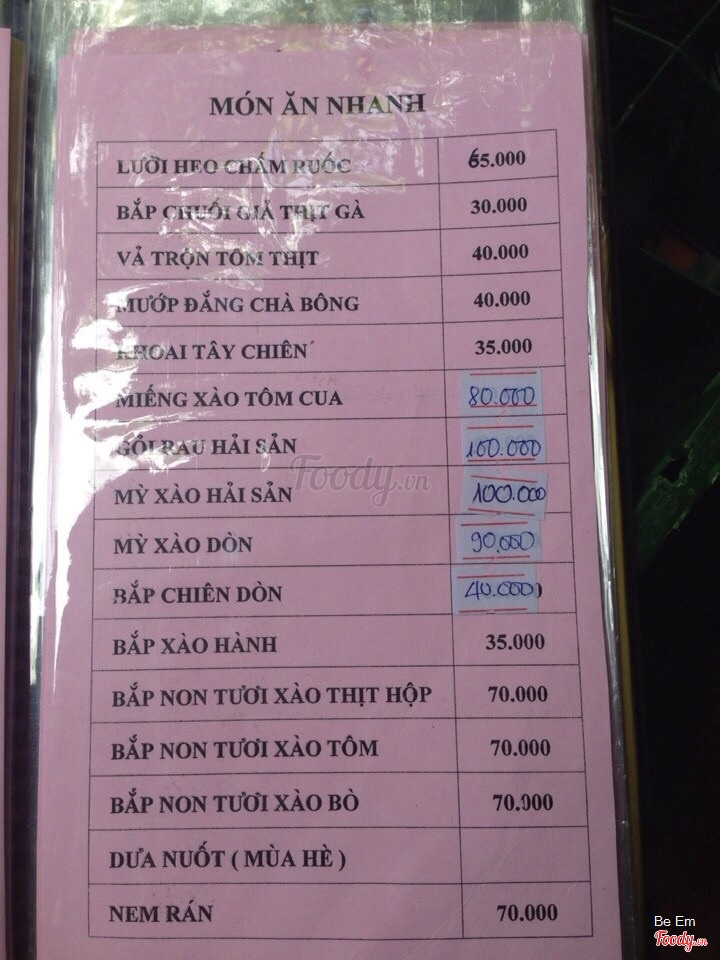 MÓN ĂN NHANH
LƯỠI HEO CHẤM RUỐC 65.000
BẮP CHUỐI GIẢ THỊT GÀ 30.000
VẢ TRỘN TÔM THỊT 40.000
MƯỚP ĐẮNG CHÀ BÔNG 40.000
KHOAI TÂY CHIÊN 35.000
MIẾNG XÀO TÔM CUA 80.000
GỎI RAU HẢI SẢN 100.000
Foody.vn
MỲ XÀO HẢI SẢN 100.000
MỲ XÀO DÒN 90.000
BẮP CHIÊN DÒN 40.000
BẮP XÀO HÀNH 35.000
BẮP NON TƯƠI XÀO THỊT HỘP 70.000
BẮP NON TƯƠI XÀO TÔM 70.000
BẮP NON TƯƠI XÀO BÒ 70.000
DƯA NUỐT ( MÙA HÈ )
NEM RÁN 70.000
Be Em
Foody.vn